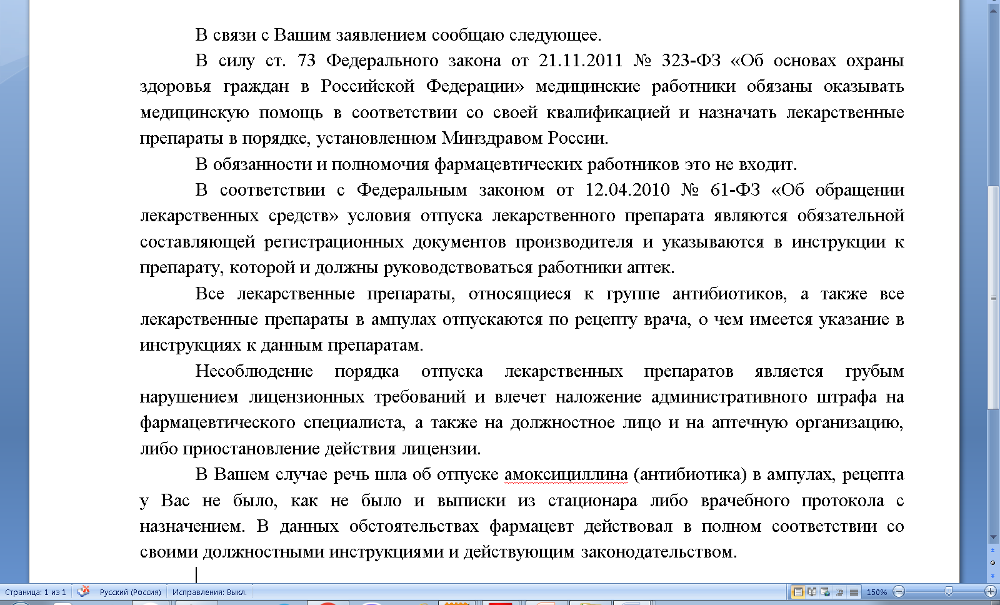 В связи с Вашим заявлением сообщаю следующее.
В силу ст. 73 Федерального закона от 21.11.2011 № 323-ФЗ «Об основах охраны
здоровья граждан в Российской Федерации» медицинские работники обязаны оказывать
медицинскую помощь в соответствии со своей квалификацией и назначать лекарственные
препараты в порядке, установленном Минздравом России.
В обязанности и полномочия фармацевтических работников это не входит.
В соответствии с Федеральным законом от 12.04.2010 № 61-ФЗ «Об обращении
лекарственных средств» условия отпуска лекарственного препарата являются обязательной
составляющей регистрационных документов производителя и указываются в инструкции к
препарату, которой и должны руководствоваться работники аптек.
Все лекарственные препараты, относящиеся к группе антибиотиков, а также все
лекарственные препараты в ампулах отпускаются по рецепту врача, о чем имеется указание в
инструкциях к данным препаратам.
Несоблюдение порядка отпуска лекарственных препаратов является грубым
нарушением лицензионных требований и влечет наложение административного штрафа на
фармацевтического специалиста, а также на должностное лицо и на аптечную организацию,
либо приостановление действия лицензии.
В Вашем случае речь шла об отпуске амоксициллина (антибиотика) в ампулах, рецепта
у Вас не было, как не было и выписки из стационара либо врачебного протокола с
назначением. В данных обстоятельствах фармацевт действовал в полном соответствии со
своими должностными инструкциями и действующим законодательством.
Страница: 1 из 1 Русский (Россия) Исправления: Выкл. 150%